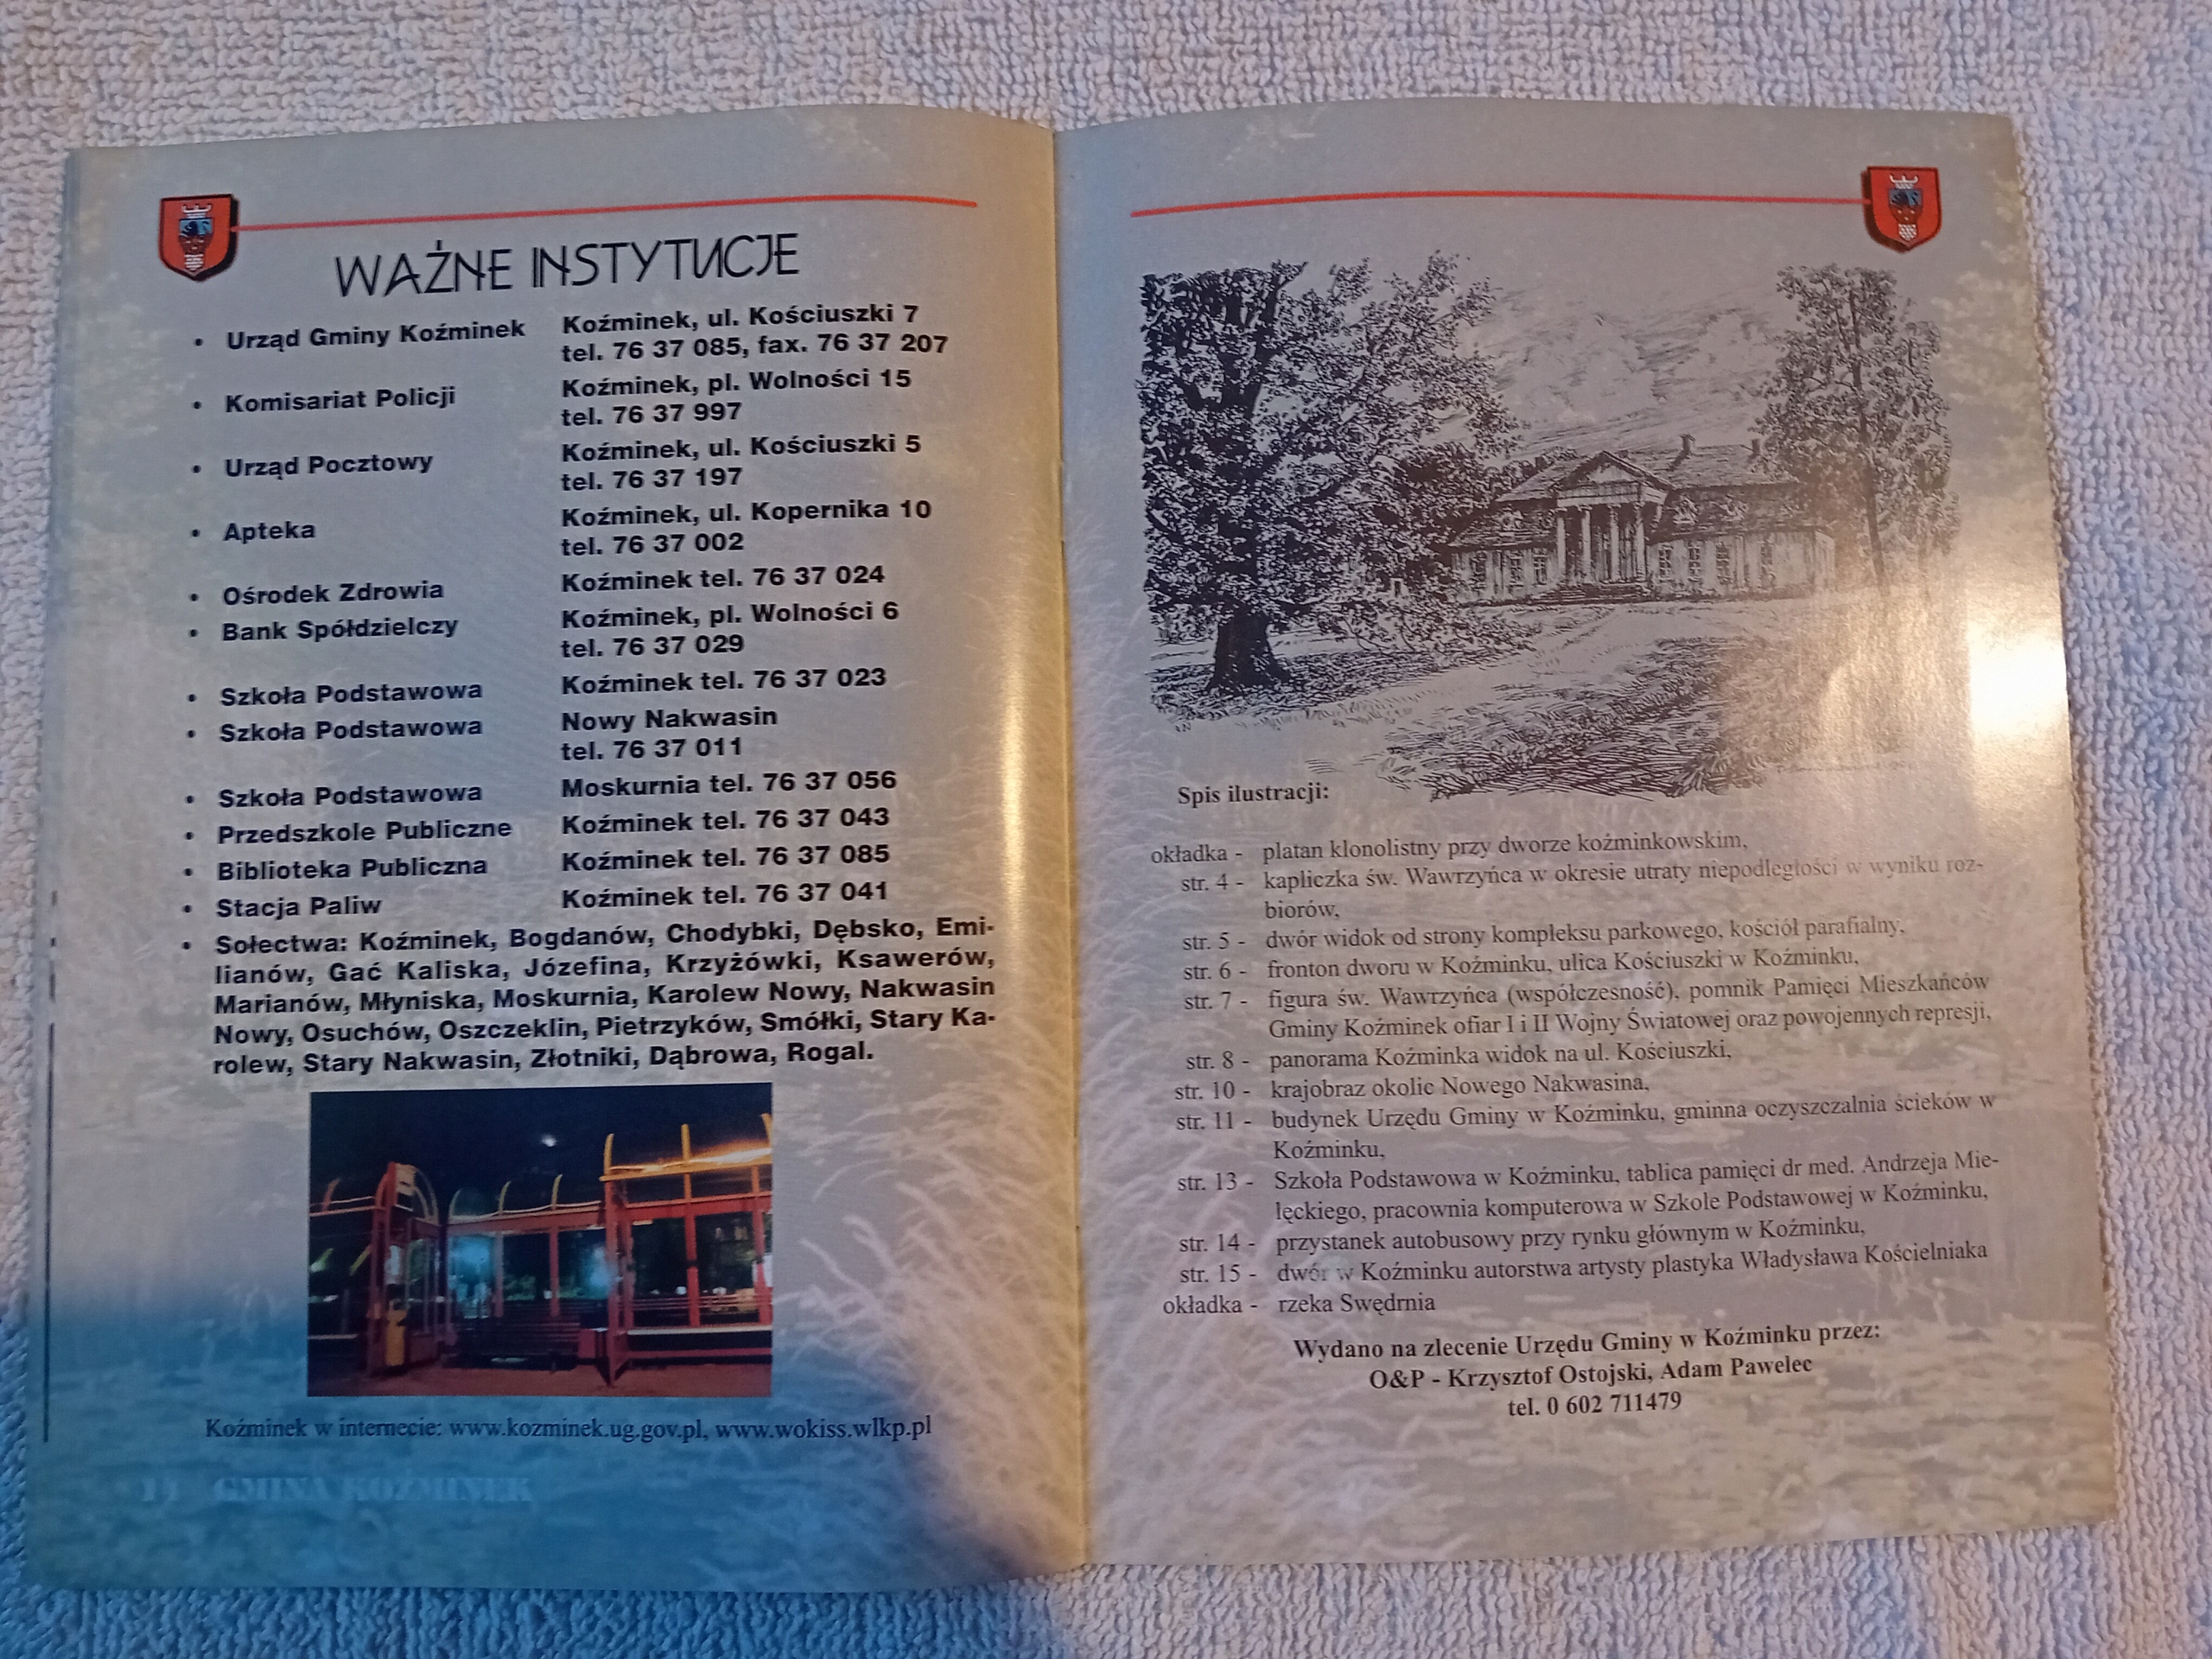 WAŻNE INSTYTUCJE
• Urząd Gminy Koźminek Koźminek, ul. Kościuszki 7
tel. 76 37 085, fax. 76 37 207
• Komisariat Policji Koźminek, pl. Wolności 15
tel. 76 37 997
• Urząd Pocztowy Koźminek, ul. Kościuszki 5
tel. 76 37 197
• Apteka Koźminek, ul. Kopernika 10
tel. 76 37 002
• Ośrodek Zdrowia Koźminek tel. 76 37 024
• Bank Spółdzielczy Koźminek, pl. Wolności 6
tel. 76 37 029
• Szkoła Podstawowa Koźminek tel. 76 37 023
• Szkoła Podstawowa Nowy Nakwasin
tel. 76 37 011
• Szkoła Podstawowa Moskurnia tel. 76 37 056
• Przedszkole Publiczne Koźminek tel. 76 37 043
• Biblioteka Publiczna Koźminek tel. 76 37 085
• Stacja Paliw Koźminek tel. 76 37 041
• Sołectwa: Koźminek, Bogdanów, Chodybki, Dębsko, Emi-
lianów, Gać Kaliska, Józefina, Krzyżówki, Ksawerów,
Marianów, Młyniska, Moskurnia, Karolew Nowy, Nakwasin
Nowy, Osuchów, Oszczeklin, Pietrzyków, Smółki, Stary Ka-
rolew, Stary Nakwasin, Złotniki, Dąbrowa, Rogal.
Koźminek w internecie: www.kozminek.ug.gov.pl, www.wokiss.wlkp.pl
14 GMINA KOŹMINEK
Spis ilustracji:
okładka - platan klonolistny przy dworze koźminkowskim,
str. 4 - kapliczka św. Wawrzyńca w okresie utraty niepodległości w wyniku roz-
biorów,
str. 5 - dwór widok od strony kompleksu parkowego, kościół parafialny,
str. 6 - fronton dworu w Koźminku, ulica Kościuszki w Koźminku,
str. 7 - figura św. Wawrzyńca (współczesność), pomnik Pamięci Mieszkańców
Gminy Koźminek ofiar I i II Wojny Światowej oraz powojennych represji,
str. 8 - panorama Koźminka widok na ul. Kościuszki,
str. 10 - krajobraz okolic Nowego Nakwasina,
str. 11 - budynek Urzędu Gminy w Koźminku, gminna oczyszczalnia ścieków w
Koźminku,
str. 13 - Szkoła Podstawowa w Koźminku, tablica pamięci dr med. Andrzeja Mie-
lęckiego, pracownia komputerowa w Szkole Podstawowej w Koźminku,
str. 14 - przystanek autobusowy przy rynku głównym w Koźminku,
str. 15 - dwór w Koźminku autorstwa artysty plastyka Władysława Kościelniaka
okładka - rzeka Swędrnia
Wydano na zlecenie Urzędu Gminy w Koźminku przez:
O&P - Krzysztof Ostojski, Adam Pawelec
tel. 0 602 711479